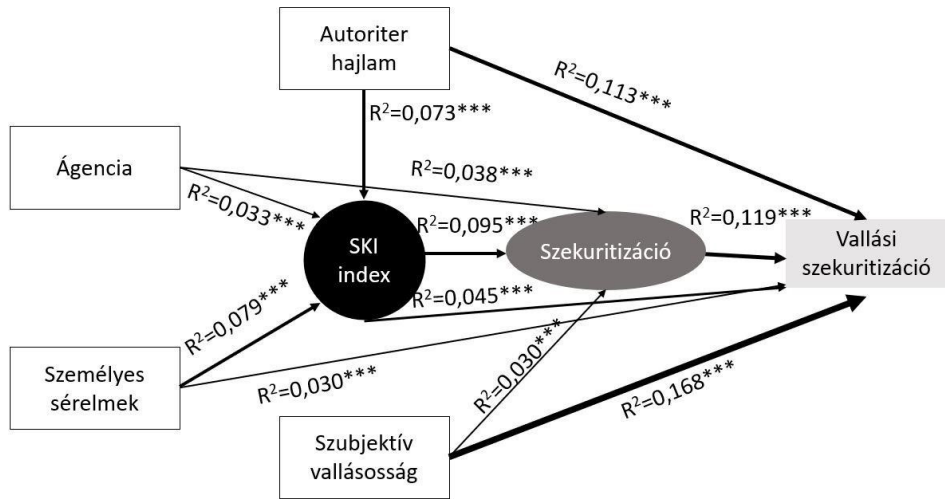 Autoriter
hajlam
R²=0,113***
R²=0,073***
Ágencia
R²=0,038***
R²=0,033***
SKI
index
R²=0,095***
Szekuritizáció
R²=0,119***
Vallási
szekuritizáció
R²=0,045***
R²=0,079***
Személyes
sérelmek
R²=0,030***
R²=0,030***
R²=0,168***
Szubjektív
vallásosság